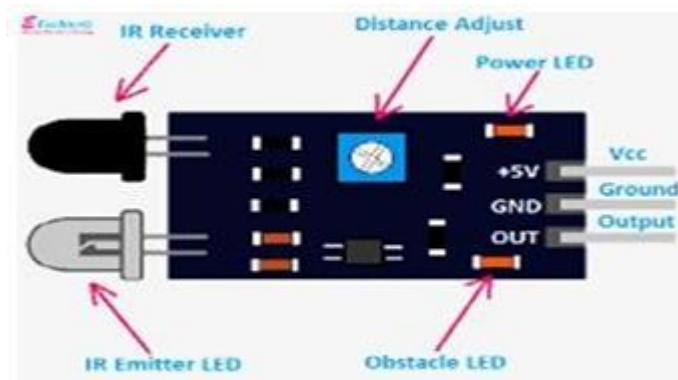 IR Receiver
Distance Adjust
Power LED
Vcc
+5V
Ground
GND
Output
OUT
IR Emitter LED
Obstacle LED